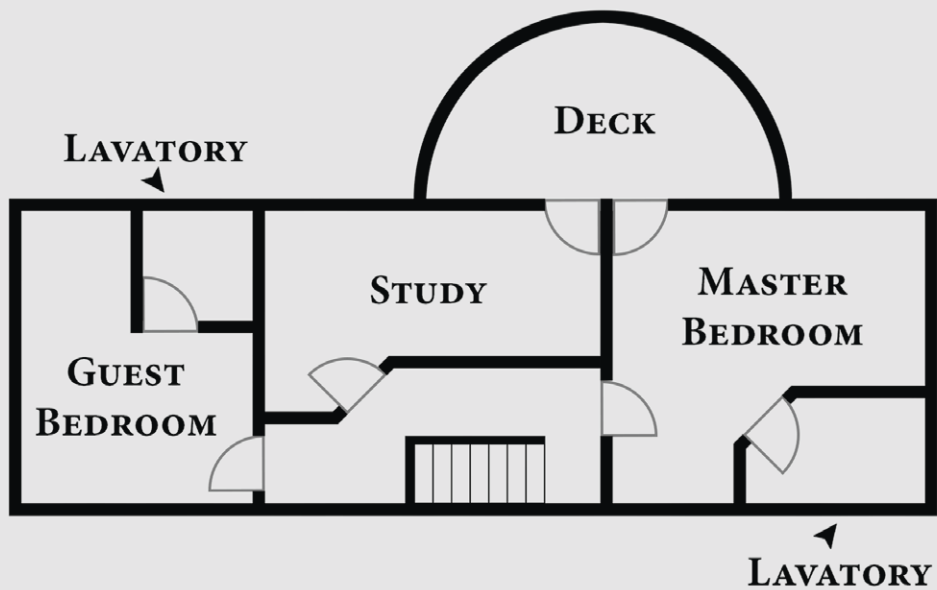 DECK
LAVATORY
STUDY
MASTER
BEDROOM
GUEST
BEDROOM
LAVATORY